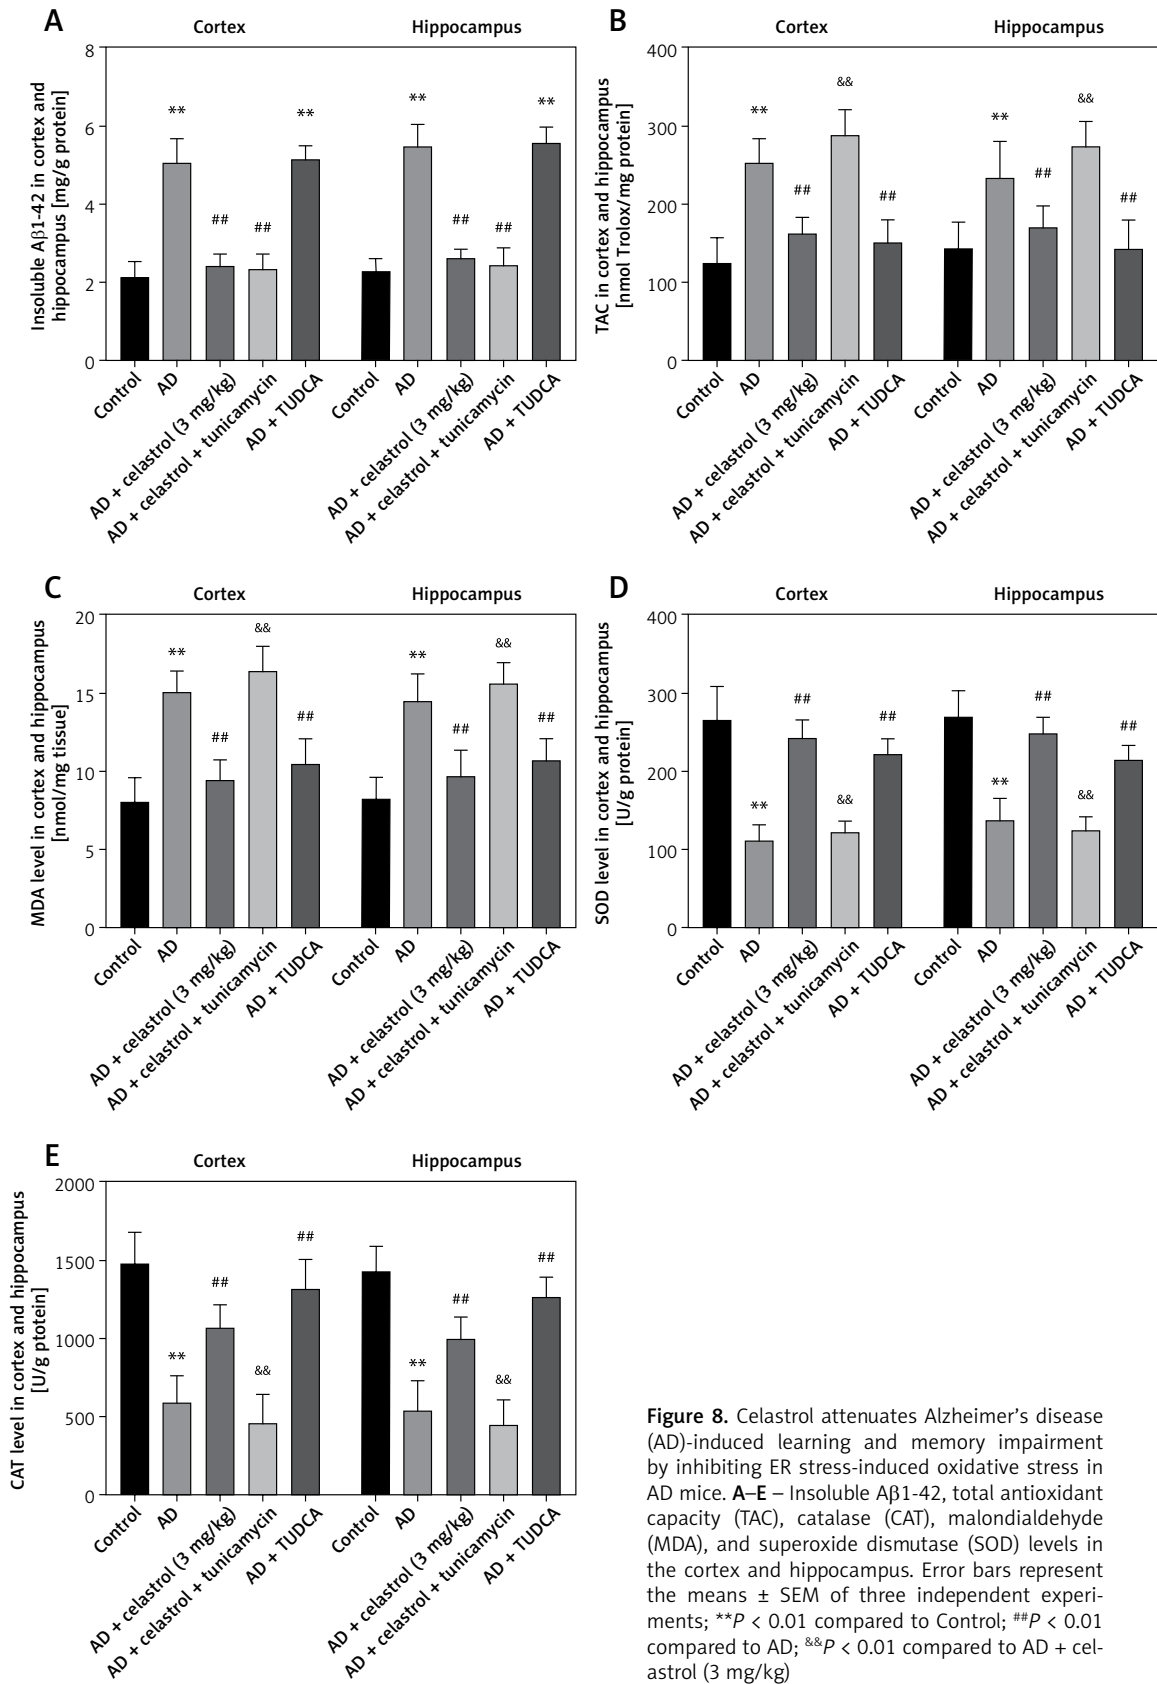 A
Cortex
Hippocampus
Insoluble Aβ1-42 in cortex and
hippocampus [mg/g protein]
8
6
4
2
0
**
##
##
**
**
##
##
**
Control
AD
AD + celastrol (3 mg/kg)
AD + celastrol + tunicamycin
AD + TUDCA
Control
AD
AD + celastrol (3 mg/kg)
AD + celastrol + tunicamycin
AD + TUDCA
B
Cortex
Hippocampus
TAC in cortex and hippocampus
[nmol Trolox/mg protein]
400
300
200
100
0
**
##
&&
##
**
##
&&
##
Control
AD
AD + celastrol (3 mg/kg)
AD + celastrol + tunicamycin
AD + TUDCA
Control
AD
AD + celastrol (3 mg/kg)
AD + celastrol + tunicamycin
AD + TUDCA
C
Cortex
Hippocampus
MDA level in cortex and hippocampus
[nmol/mg tissue]
20
15
10
5
0
**
##
&&
##
**
##
&&
##
Control
AD
AD + celastrol (3 mg/kg)
AD + celastrol + tunicamycin
AD + TUDCA
Control
AD
AD + celastrol (3 mg/kg)
AD + celastrol + tunicamycin
AD + TUDCA
D
Cortex
Hippocampus
SOD level in cortex and hippocampus
[U/g protein]
400
300
200
100
0
**
##
&&
##
**
##
&&
##
Control
AD
AD + celastrol (3 mg/kg)
AD + celastrol + tunicamycin
AD + TUDCA
Control
AD
AD + celastrol (3 mg/kg)
AD + celastrol + tunicamycin
AD + TUDCA
E
Cortex
Hippocampus
CAT level in cortex and hippocampus
[U/g ptotein]
2000
1500
1000
500
0
**
##
&&
##
**
##
&&
##
Control
AD
AD + celastrol (3 mg/kg)
AD + celastrol + tunicamycin
AD + TUDCA
Control
AD
AD + celastrol (3 mg/kg)
AD + celastrol + tunicamycin
AD + TUDCA
Figure 8. Celastrol attenuates Alzheimer's disease
(AD)-induced learning and memory impairment
by inhibiting ER stress-induced oxidative stress in
AD mice. A–E – Insoluble Aβ1-42, total antioxidant
capacity (TAC), catalase (CAT), malondialdehyde
(MDA), and superoxide dismutase (SOD) levels in
the cortex and hippocampus. Error bars represent
the means ± SEM of three independent experi-
ments; **P < 0.01 compared to Control; ##P < 0.01
compared to AD; &&P < 0.01 compared to AD + cel-
astrol (3 mg/kg)